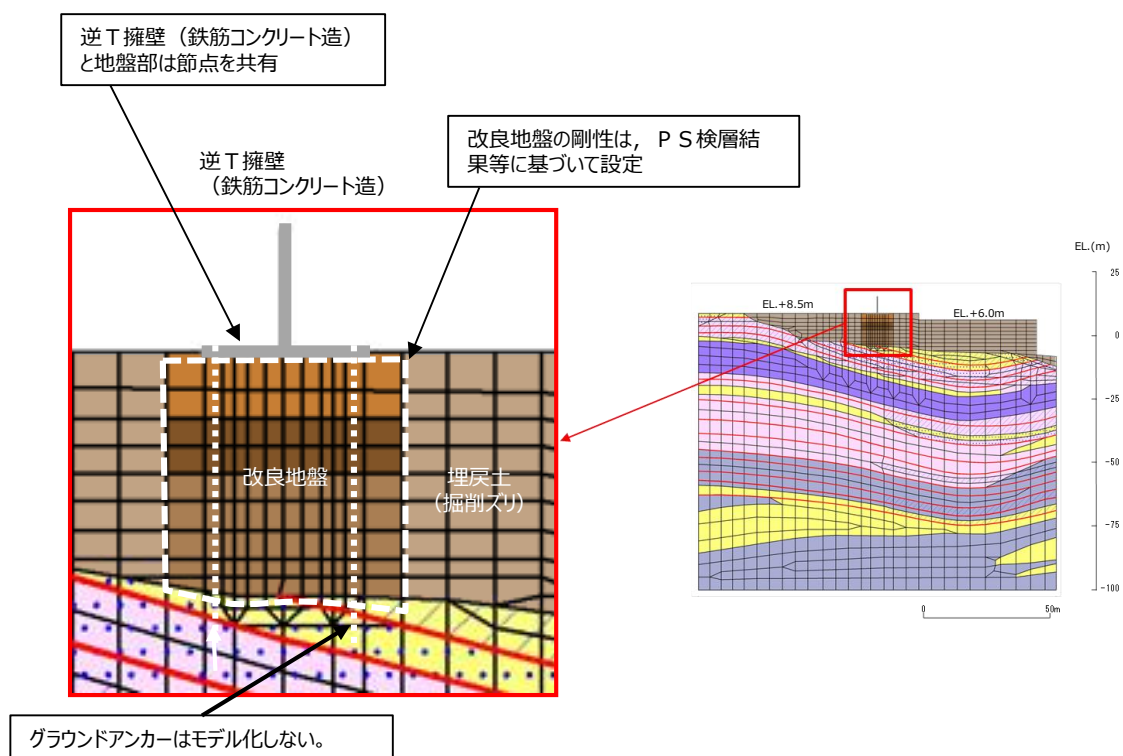 逆Ｔ擁壁（鉄筋コンクリート造）
と地盤部は節点を共有
改良地盤の剛性は，ＰＳ検層結
果等に基づいて設定
逆Ｔ擁壁
（鉄筋コンクリート造）
改良地盤
埋戻土
（掘削ズリ）
グラウンドアンカーはモデル化しない。
EL.(m)
EL.+8.5m
EL.+6.0m
25
0
-25
-50
-75
-100
0
50m